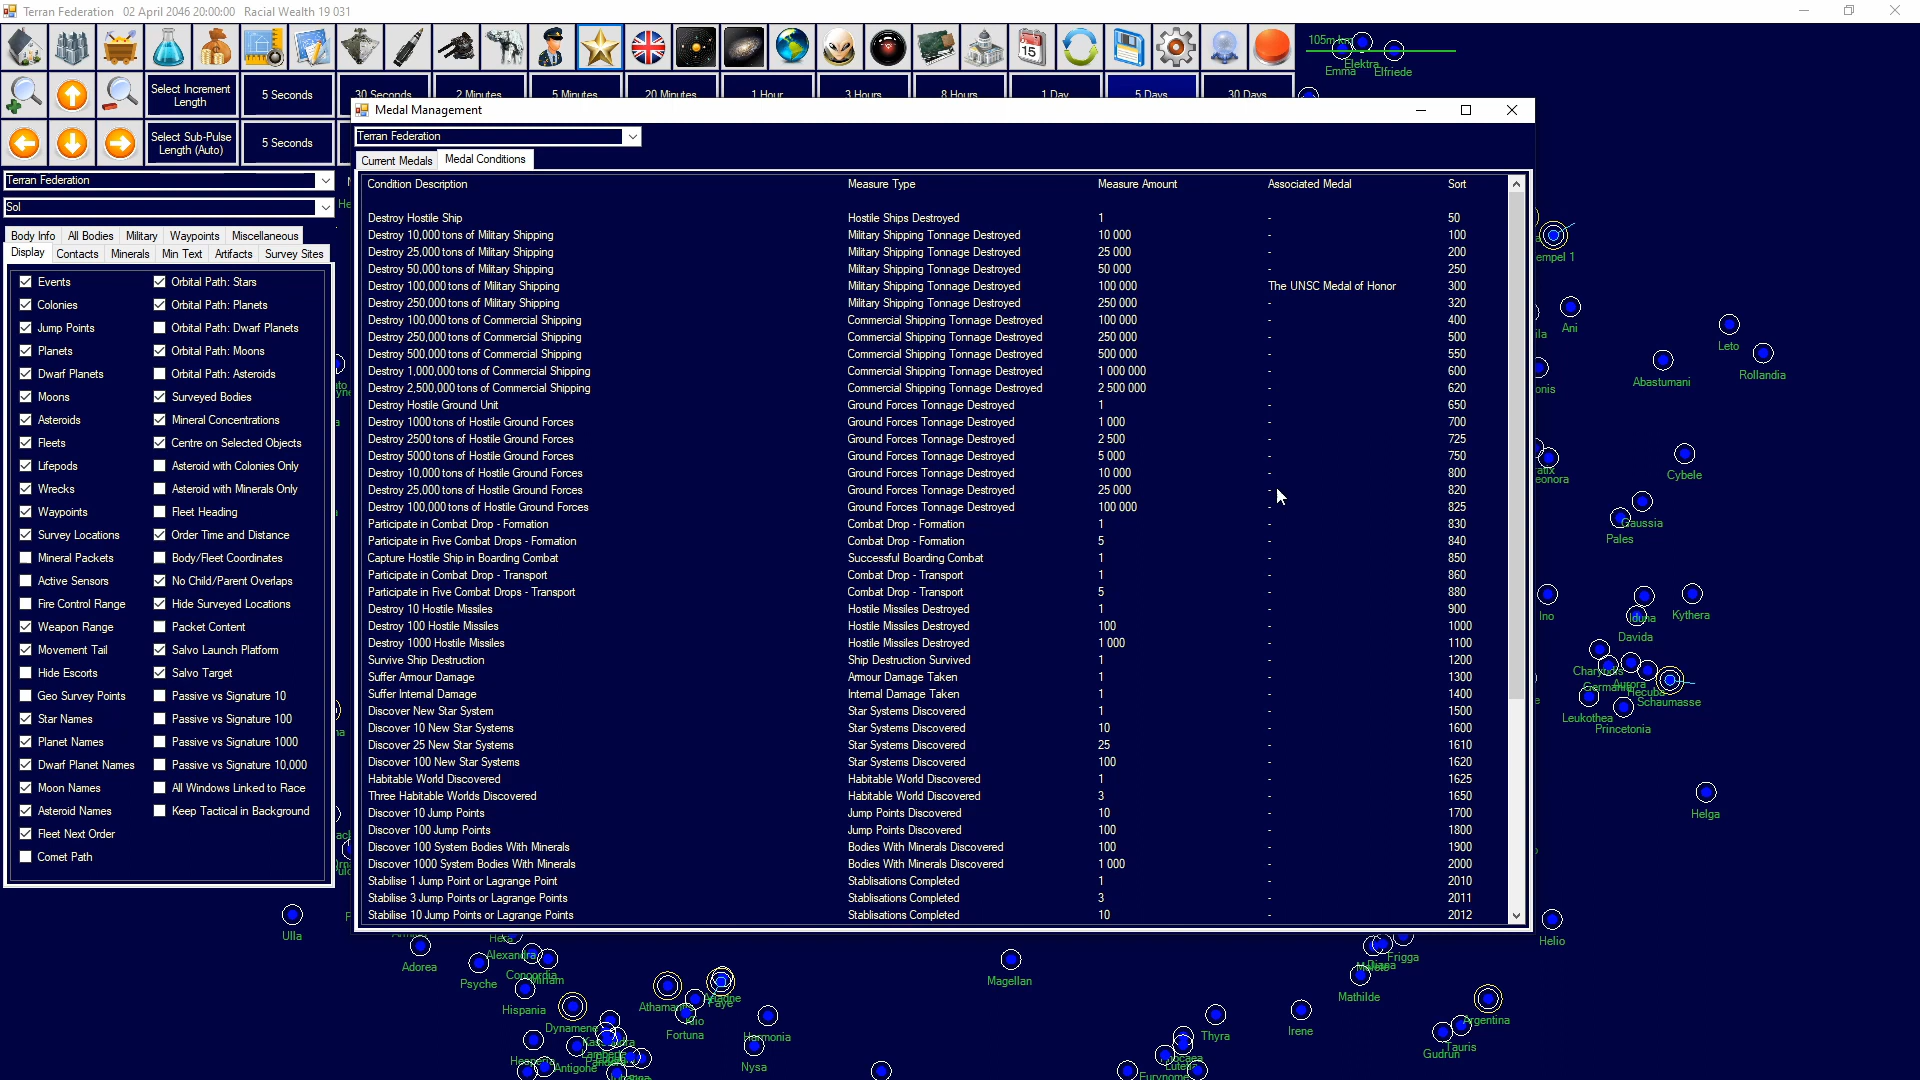 Terran Federation   02 April 2046 20:00:00   Racial Wealth 19 031
105m km
Emma
Elektra
Elfriede
Select Increment Length
5 Seconds
30 Seconds
2 Minutes
5 Minutes
20 Minutes
1 Hour
3 Hours
8 Hours
1 Day
5 Days
30 Days
Select Sub-Pulse Length (Auto)
5 Seconds
Terran Federation
Sol
Body Info   All Bodies   Military   Waypoints   Miscellaneous
Display   Contacts   Minerals   Min Text   Artifacts   Survey Sites
Events   Orbital Path: Stars
Colonies   Orbital Path: Planets
Jump Points   Orbital Path: Dwarf Planets
Planets   Orbital Path: Moons
Dwarf Planets   Orbital Path: Asteroids
Moons   Surveyed Bodies
Asteroids   Mineral Concentrations
Fleets   Centre on Selected Objects
Lifepods   Asteroid with Colonies Only
Wrecks   Asteroid with Minerals Only
Waypoints   Fleet Heading
Survey Locations   Order Time and Distance
Mineral Packets   Body/Fleet Coordinates
Active Sensors   No Child/Parent Overlaps
Fire Control Range   Hide Surveyed Locations
Weapon Range   Packet Content
Movement Tail   Salvo Launch Platform
Hide Escorts   Salvo Target
Geo Survey Points   Passive vs Signature 10
Star Names   Passive vs Signature 100
Planet Names   Passive vs Signature 1000
Dwarf Planet Names   Passive vs Signature 10,000
Moon Names   All Windows Linked to Race
Asteroid Names   Keep Tactical in Background
Fleet Next Order
Comet Path
Medal Management
Terran Federation
Current Medals   Medal Conditions
Condition Description   Measure Type   Measure Amount   Associated Medal   Sort
Destroy Hostile Ship   Hostile Ships Destroyed   1   -   50
Destroy 10,000 tons of Military Shipping   Military Shipping Tonnage Destroyed   10 000   -   100
Destroy 25,000 tons of Military Shipping   Military Shipping Tonnage Destroyed   25 000   -   200
Destroy 50,000 tons of Military Shipping   Military Shipping Tonnage Destroyed   50 000   -   250
Destroy 100,000 tons of Military Shipping   Military Shipping Tonnage Destroyed   100 000   The UNSC Medal of Honor   300
Destroy 250,000 tons of Military Shipping   Military Shipping Tonnage Destroyed   250 000   -   320
Destroy 100,000 tons of Commercial Shipping   Commercial Shipping Tonnage Destroyed   100 000   -   400
Destroy 250,000 tons of Commercial Shipping   Commercial Shipping Tonnage Destroyed   250 000   -   500
Destroy 500,000 tons of Commercial Shipping   Commercial Shipping Tonnage Destroyed   500 000   -   550
Destroy 1,000,000 tons of Commercial Shipping   Commercial Shipping Tonnage Destroyed   1 000 000   -   600
Destroy 2,500,000 tons of Commercial Shipping   Commercial Shipping Tonnage Destroyed   2 500 000   -   620
Destroy Hostile Ground Unit   Ground Forces Tonnage Destroyed   1   -   650
Destroy 1000 tons of Hostile Ground Forces   Ground Forces Tonnage Destroyed   1 000   -   700
Destroy 2500 tons of Hostile Ground Forces   Ground Forces Tonnage Destroyed   2 500   -   725
Destroy 5000 tons of Hostile Ground Forces   Ground Forces Tonnage Destroyed   5 000   -   750
Destroy 10,000 tons of Hostile Ground Forces   Ground Forces Tonnage Destroyed   10 000   -   800
Destroy 25,000 tons of Hostile Ground Forces   Ground Forces Tonnage Destroyed   25 000   -   820
Destroy 100,000 tons of Hostile Ground Forces   Ground Forces Tonnage Destroyed   100 000   -   825
Participate in Combat Drop - Formation   Combat Drop - Formation   1   -   830
Participate in Five Combat Drops - Formation   Combat Drop - Formation   5   -   840
Capture Hostile Ship in Boarding Combat   Successful Boarding Combat   1   -   850
Participate in Combat Drop - Transport   Combat Drop - Transport   1   -   860
Participate in Five Combat Drops - Transport   Combat Drop - Transport   5   -   880
Destroy 10 Hostile Missiles   Hostile Missiles Destroyed   1   -   900
Destroy 100 Hostile Missiles   Hostile Missiles Destroyed   100   -   1000
Destroy 1000 Hostile Missiles   Hostile Missiles Destroyed   1 000   -   1100
Survive Ship Destruction   Ship Destruction Survived   1   -   1200
Suffer Armour Damage   Amour Damage Taken   1   -   1300
Suffer Internal Damage   Internal Damage Taken   1   -   1400
Discover New Star System   Star Systems Discovered   1   -   1500
Discover 10 New Star Systems   Star Systems Discovered   10   -   1600
Discover 25 New Star Systems   Star Systems Discovered   25   -   1610
Discover 100 New Star Systems   Star Systems Discovered   100   -   1620
Habitable World Discovered   Habitable World Discovered   1   -   1625
Three Habitable Worlds Discovered   Habitable World Discovered   3   -   1650
Discover 10 Jump Points   Jump Points Discovered   10   -   1700
Discover 100 Jump Points   Jump Points Discovered   100   -   1800
Discover 100 System Bodies With Minerals   Bodies With Minerals Discovered   100   -   1900
Discover 1000 System Bodies With Minerals   Bodies With Minerals Discovered   1 000   -   2000
Stabilise 1 Jump Point or Lagrange Point   Stablisations Completed   1   -   2010
Stabilise 3 Jump Points or Lagrange Points   Stablisations Completed   3   -   2011
Stabilise 10 Jump Points or Lagrange Points   Stablisations Completed   10   -   2012
empel 1
Ani
Leto
Rollandia
Abastumani
Cybele
Gaussia
Pales
eonora
Ino
Kythera
Iduna
Davida
Charybdis
Germania
Aurora
Hecuba
Schaumasse
Leukothea
Princetonia
Helga
Helio
Ulla
Adorea
Hera
Alexandra
Psyche
Concordia
Miriam
Hispania
Dynamene
Athamantis
Ariadne
Faye
Klio
Fortuna
Harmonia
Nysa
Antigone
Magellan
Frigga
Mathilde
Irene
Thyra
Lutetia
Eurynome
Argentina
Tauris
Gudrun